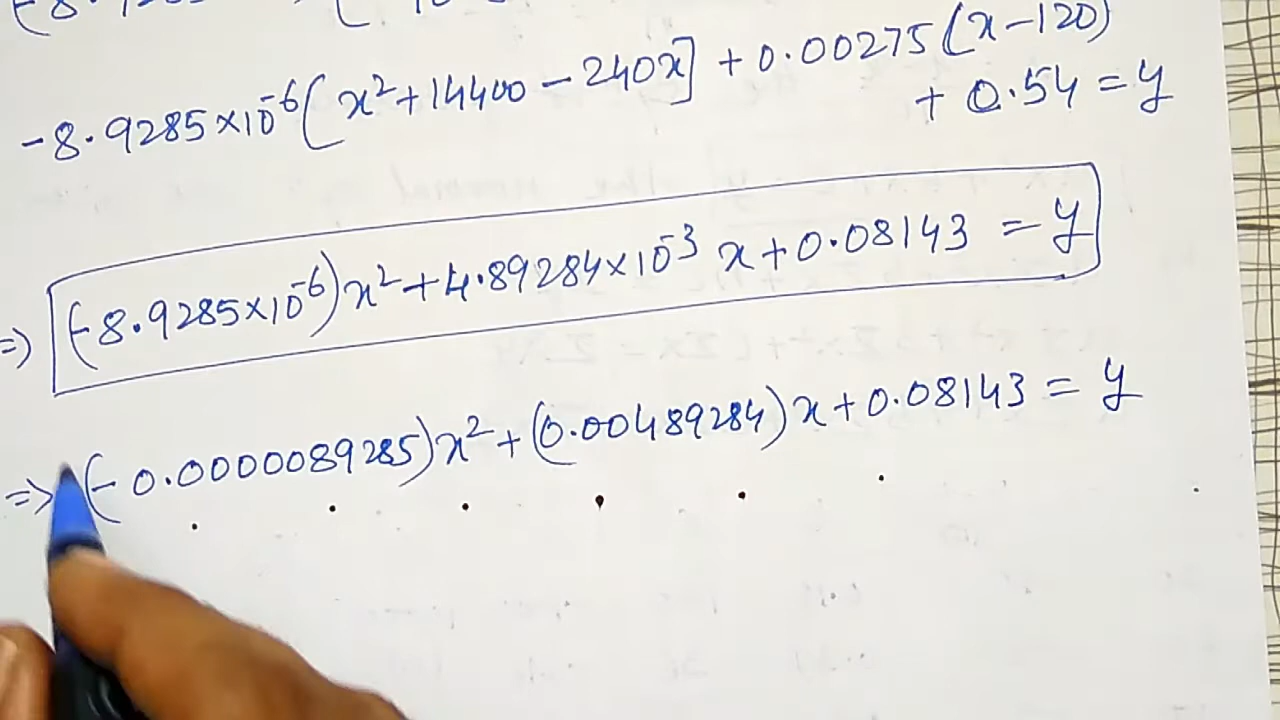 -8.9285×10^-6 ( x²+14400-240x] + 0.00275(x-120)
+ 0.54 = y
=> (-8.9285×10^-6)x²+4.89284×10^-3 x+0.08143 = y
=> (-0.0000089285)x²+(0.00489284)x+0.08143 = y